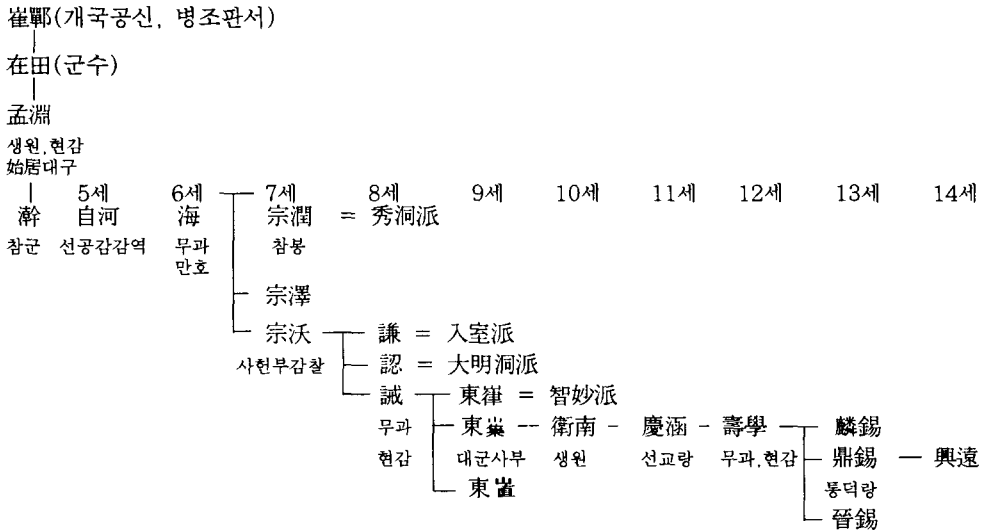 崔鄲(개국공신, 병조판서)
在田(군수)
孟淵
생원,현감
始居대구
5세 6세 7세 8세 9세 10세 11세 12세 13세 14세
澣 自河 海 宗潤 = 秀洞派
참군 선공감감역 무과 참봉
만호
宗澤
宗沃 謙 = 入室派
사헌부감찰 認 = 大明洞派
誡 東嵂 = 智妙派
무과 東㠎 衛南 慶涵 壽學 麟錫
현감 대군사부 생원 선교랑 무과,현감 鼎錫 興遠
東 통덕랑
晉錫